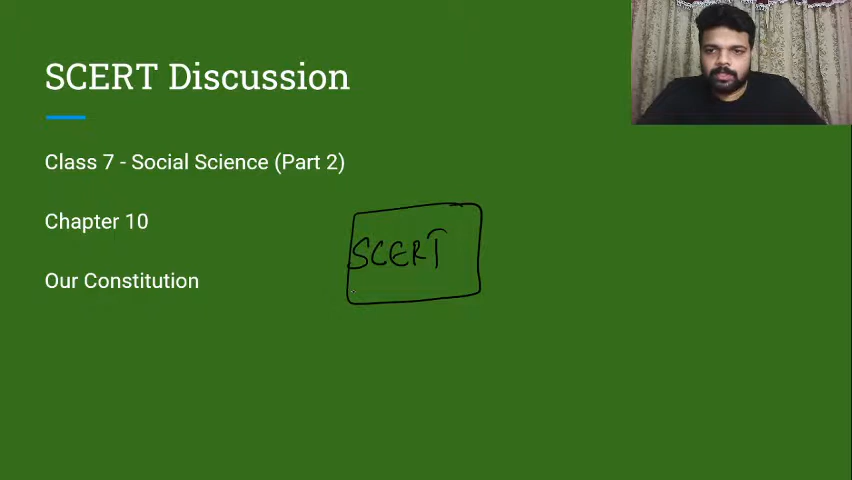 SCERT Discussion
Class 7 - Social Science (Part 2)
Chapter 10
SCERT
Our Constitution